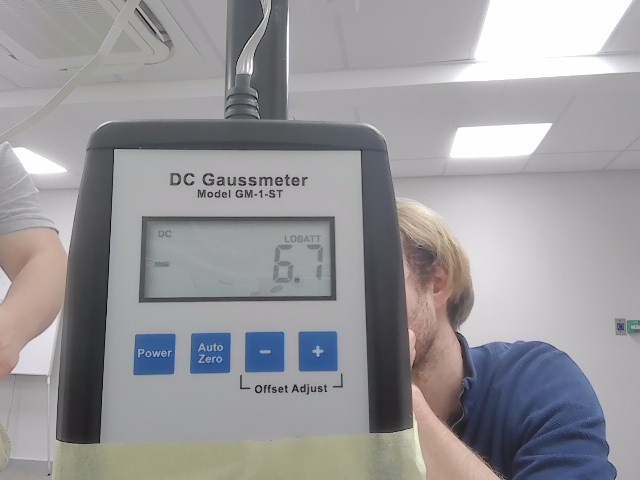 DC Gaussmeter
Model GM-1-ST
DC
LOBATT
- 6.7
Power
Auto
Zero
-
+
Offset Adjust